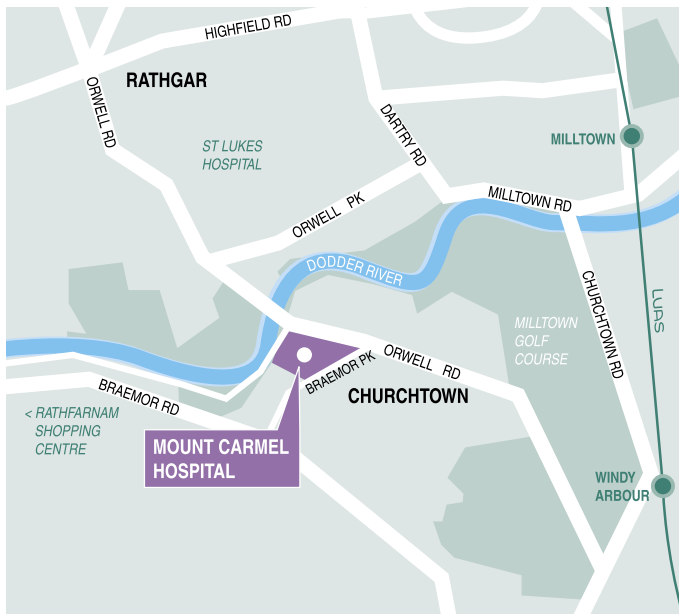 HIGHFIELD RD
RATHGAR
ORWELL RD
DARTRY RD
ST LUKES
HOSPITAL
MILLTOWN
MILLTOWN RD
ORWELL PK
DODDER RIVER
CHURCHTOWN RD
LUAS
MILLTOWN
GOLF
COURSE
ORWELL RD
BRAEMOR PK
CHURCHTOWN
BRAEMOR RD
< RATHFARNAM
SHOPPING
CENTRE
MOUNT CARMEL
HOSPITAL
WINDY
ARBOUR